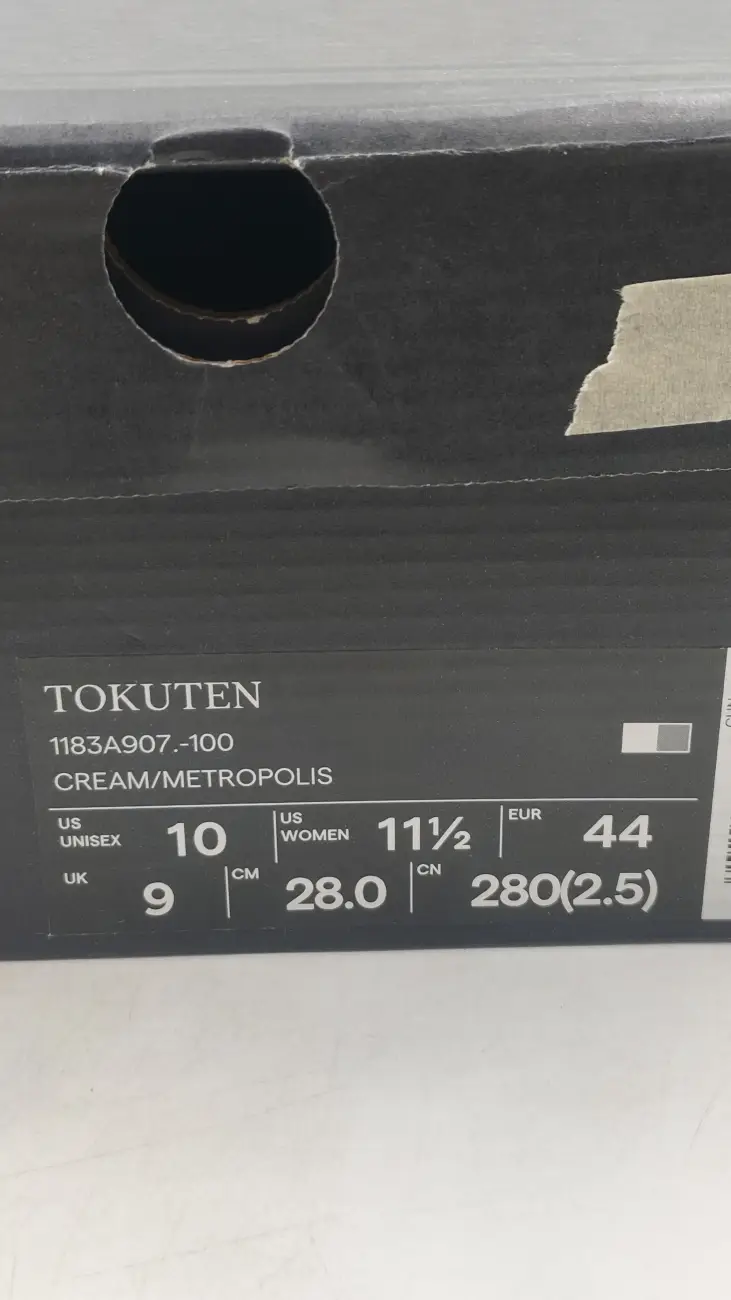 TOKUTEN
1183A907.-100
CREAM/METROPOLIS
US UNISEX 10 US WOMEN 11½ EUR 44
UK 9 CM 28.0 CN 280(2.5)